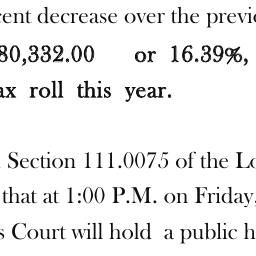 cent decrease over the previ
80,332.00 or 16.39%,
ax roll this year.
Section 111.0075 of the Lo
that at 1:00 P.M. on Friday,
s Court will hold a public h